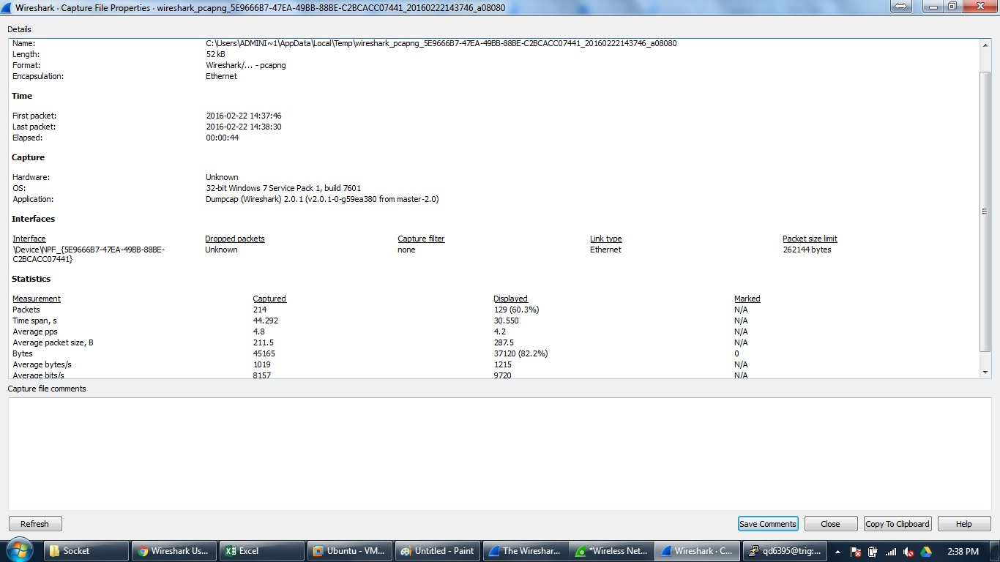 Wireshark · Capture File Properties · wireshark_pcapng_5E9666B7-47EA-49BB-88BE-C2BCACC07441_20160222143746_a08080
Details
Name: C:\Users\ADMINI~1\AppData\Local\Temp\wireshark_pcapng_5E9666B7-47EA-49BB-88BE-C2BCACC07441_20160222143746_a08080
Length: 52 kB
Format: Wireshark/... - pcapng
Encapsulation: Ethernet
Time
First packet: 2016-02-22 14:37:46
Last packet: 2016-02-22 14:38:30
Elapsed: 00:00:44
Capture
Hardware: Unknown
OS: 32-bit Windows 7 Service Pack 1, build 7601
Application: Dumpcap (Wireshark) 2.0.1 (v2.0.1-0-g59ea380 from master-2.0)
Interfaces
Interface Dropped packets Capture filter Link type Packet size limit
\Device\NPF_{5E9666B7-47EA-49BB-88BE- Unknown none Ethernet 262144 bytes
C2BCACC07441}
Statistics
Measurement Captured Displayed Marked
Packets 214 129 (60.3%) N/A
Time span, s 44.292 30.550 N/A
Average pps 4.8 4.2 N/A
Average packet size, B 211.5 287.5 N/A
Bytes 45165 37120 (82.2%) 0
Average bytes/s 1019 1215 N/A
Average bits/s 8157 9720 N/A
Capture file comments
Refresh Save Comments Close Copy To Clipboard Help
Socket Wireshark Us... Excel Ubuntu - VM... Untitled - Paint The Wireshar... *Wireless Net... Wireshark · C... qd6395@trig:... 2:38 PM